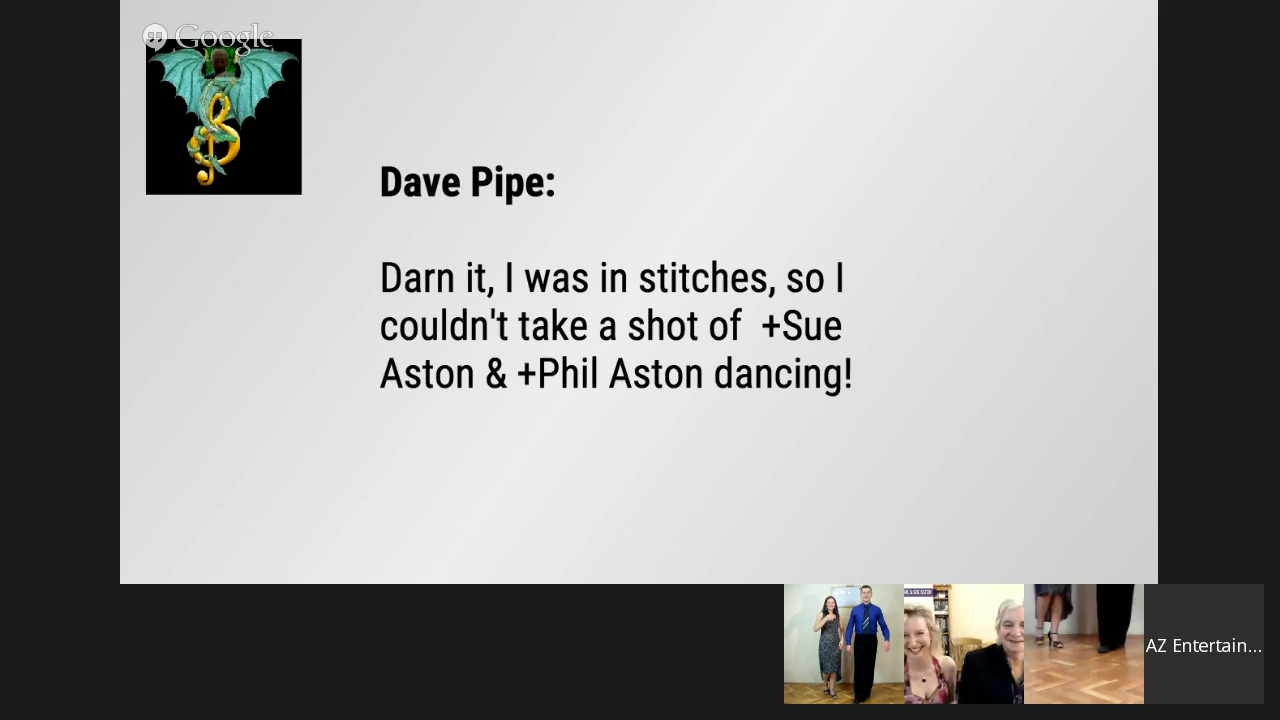 Google
Dave Pipe:
Darn it, I was in stitches, so I
couldn't take a shot of  +Sue
Aston & +Phil Aston dancing!
AZ Entertain...